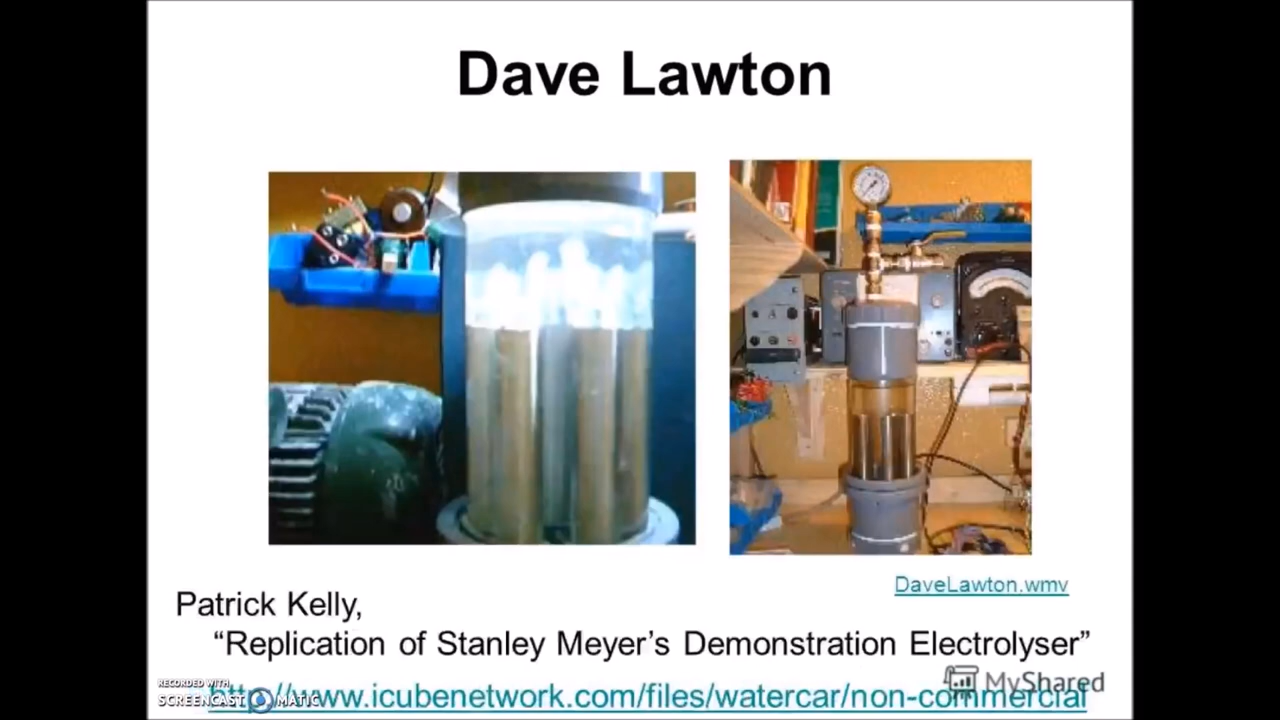 Dave Lawton
DaveLawton.wmv
Patrick Kelly,
“Replication of Stanley Meyer’s Demonstration Electrolyser”
http://www.icubenetwork.com/files/watercar/non-commercial
MyShared
RECORDED WITH
SCREENCAST MATIC